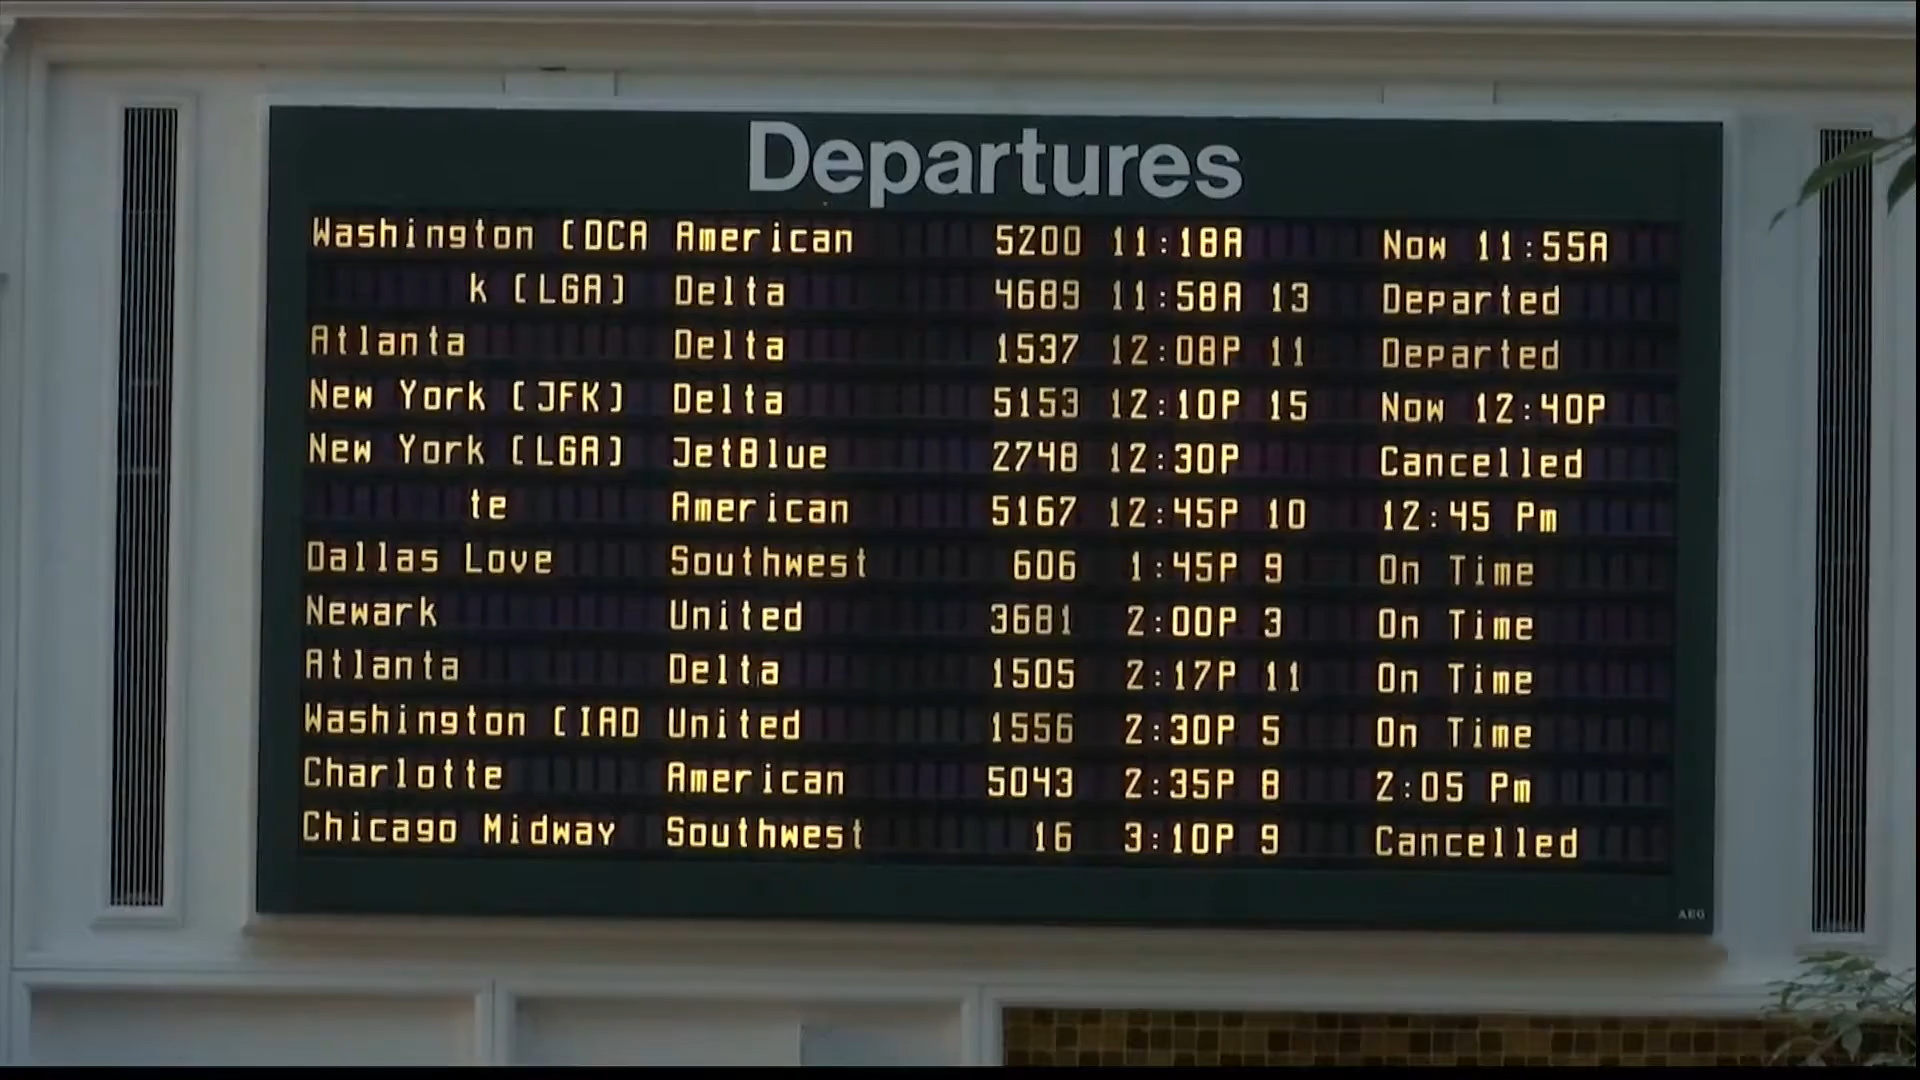 Departures
Washington [DCA American 5200 11:18A Now 11:55A
k [LGA] Delta 4689 11:58A 13 Departed
Atlanta Delta 1537 12:08P 11 Departed
New York [JFK] Delta 5153 12:10P 15 Now 12:40P
New York [LGA] JetBlue 2748 12:30P Cancelled
te American 5167 12:45P 10 12:45 Pm
Dallas Love Southwest 606 1:45P 9 On Time
Newark United 3681 2:00P 3 On Time
Atlanta Delta 1505 2:17P 11 On Time
Washington [IAD United 1556 2:30P 5 On Time
Charlotte American 5043 2:35P 8 2:05 Pm
Chicago Midway Southwest 16 3:10P 9 Cancelled
AEG